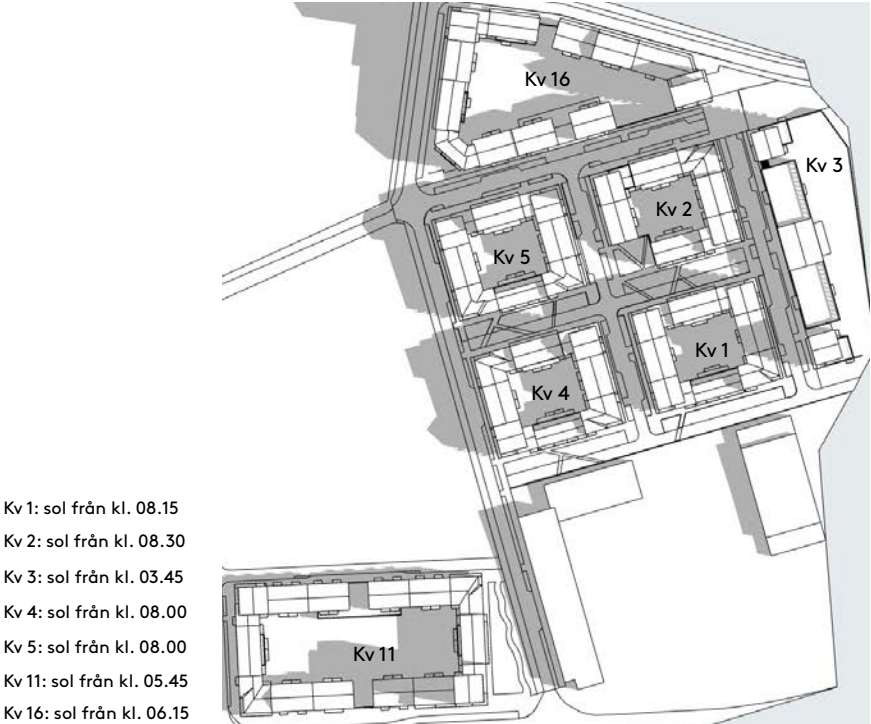 Kv 16
Kv 3
Kv 2
Kv 5
Kv 1
Kv 4
Kv 11
Kv 1: sol från kl. 08.15
Kv 2: sol från kl. 08.30
Kv 3: sol från kl. 03.45
Kv 4: sol från kl. 08.00
Kv 5: sol från kl. 08.00
Kv 11: sol från kl. 05.45
Kv 16: sol från kl. 06.15